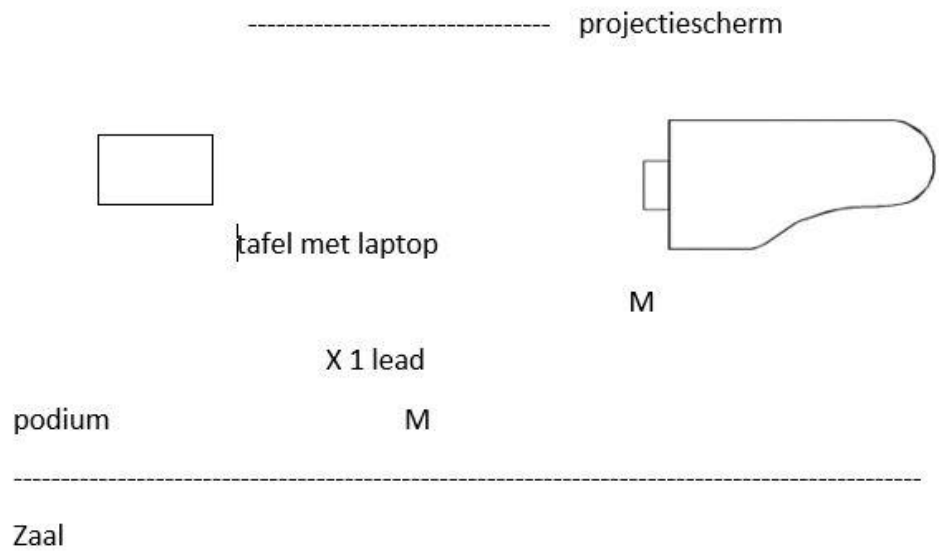 projectiescherm
tafel met laptop
M
X 1 lead
podium M
Zaal